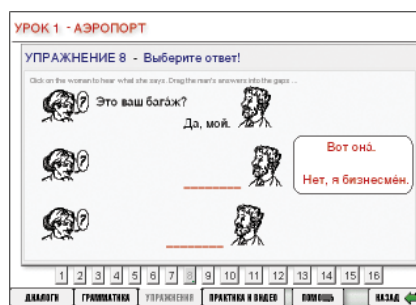 УРОК 1 - АЭРОПОРТ
УПРАЖНЕНИЕ 8 - Выберите ответ!
Click on the woman to hear what she says. Drag the man's answers into the gaps ...
? Это ваш бага́ж?
Да, мой.
?
Вот она́.
Нет, я бизнесме́н.
?
1 2 3 4 5 6 7 8 9 10 11 12 13 14 15 16
ДИАЛОГИ ГРАММАТИКА УПРАЖНЕНИЯ ПРАКТИКА И ВИДЕО ПОМОЩЬ НАЗАД